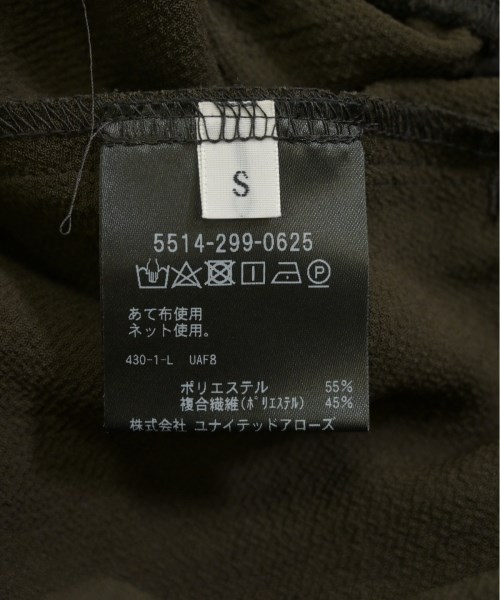 S
5514-299-0625
あて布使用
ネット使用。
430-1-L UAF8
ポリエステル 55%
複合繊維(ﾎﾟﾘｴｽﾃﾙ) 45%
株式会社 ユナイテッドアローズ